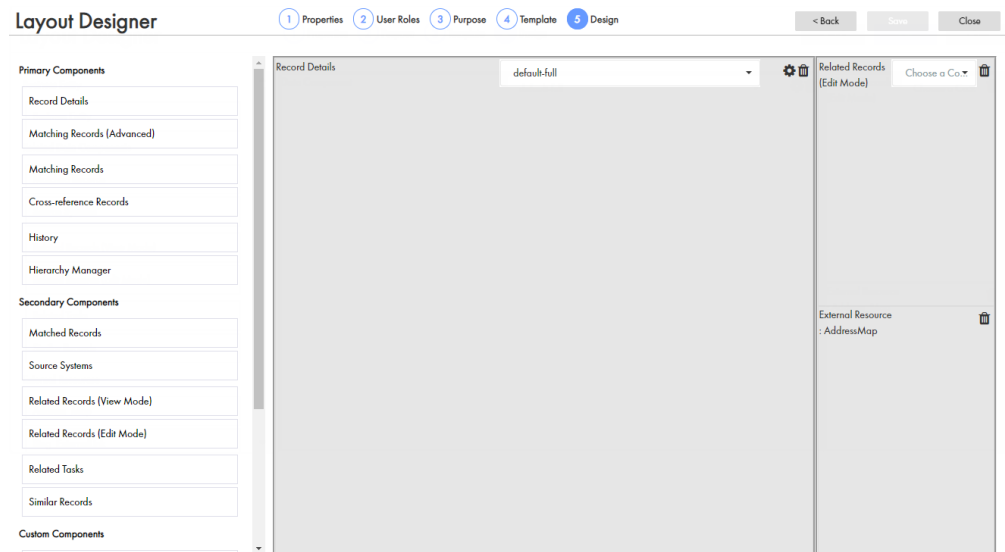 Layout Designer
1 Properties 2 User Roles 3 Purpose 4 Template 5 Design
< Back Save Close
Primary Components
Record Details
Matching Records (Advanced)
Matching Records
Cross-reference Records
History
Hierarchy Manager
Secondary Components
Matched Records
Source Systems
Related Records (View Mode)
Related Records (Edit Mode)
Related Tasks
Similar Records
Custom Components
Record Details
default-full
Related Records
(Edit Mode)
Choose a Co..
External Resource
: AddressMap